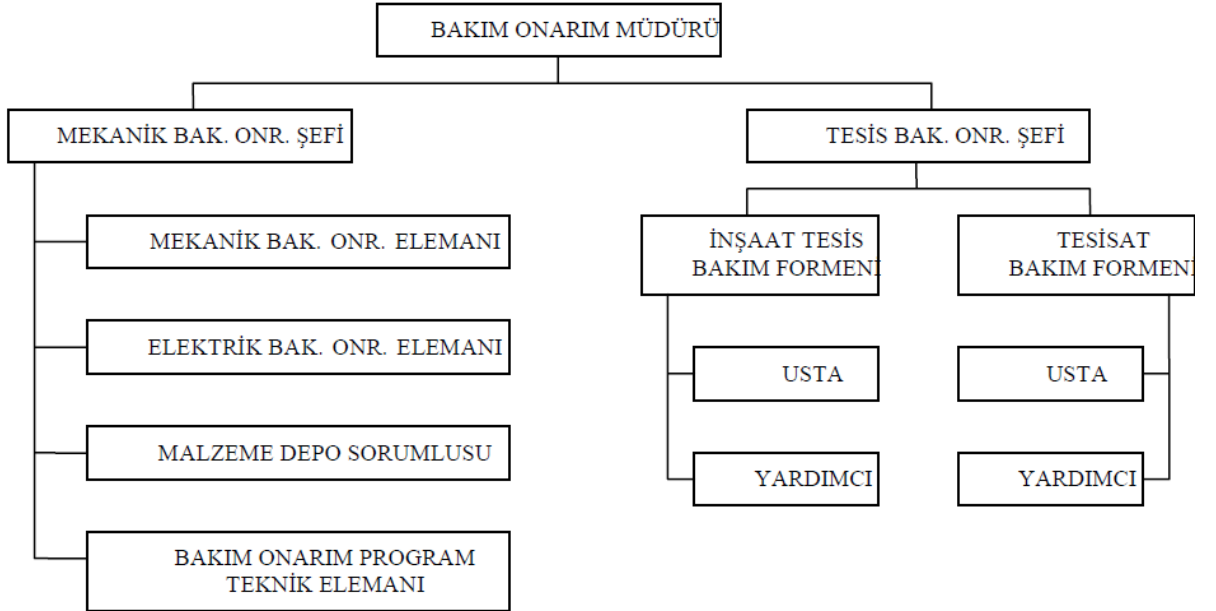 BAKIM ONARIM MÜDÜRÜ
MEKANİK BAK. ONR. ŞEFİ
TESİS BAK. ONR. ŞEFİ
MEKANİK BAK. ONR. ELEMANI
ELEKTRİK BAK. ONR. ELEMANI
MALZEME DEPO SORUMLUSU
BAKIM ONARIM PROGRAM
TEKNİK ELEMANI
İNŞAAT TESİS
BAKIM FORMENI
USTA
YARDIMCI
TESİSAT
BAKIM FORMENI
USTA
YARDIMCI